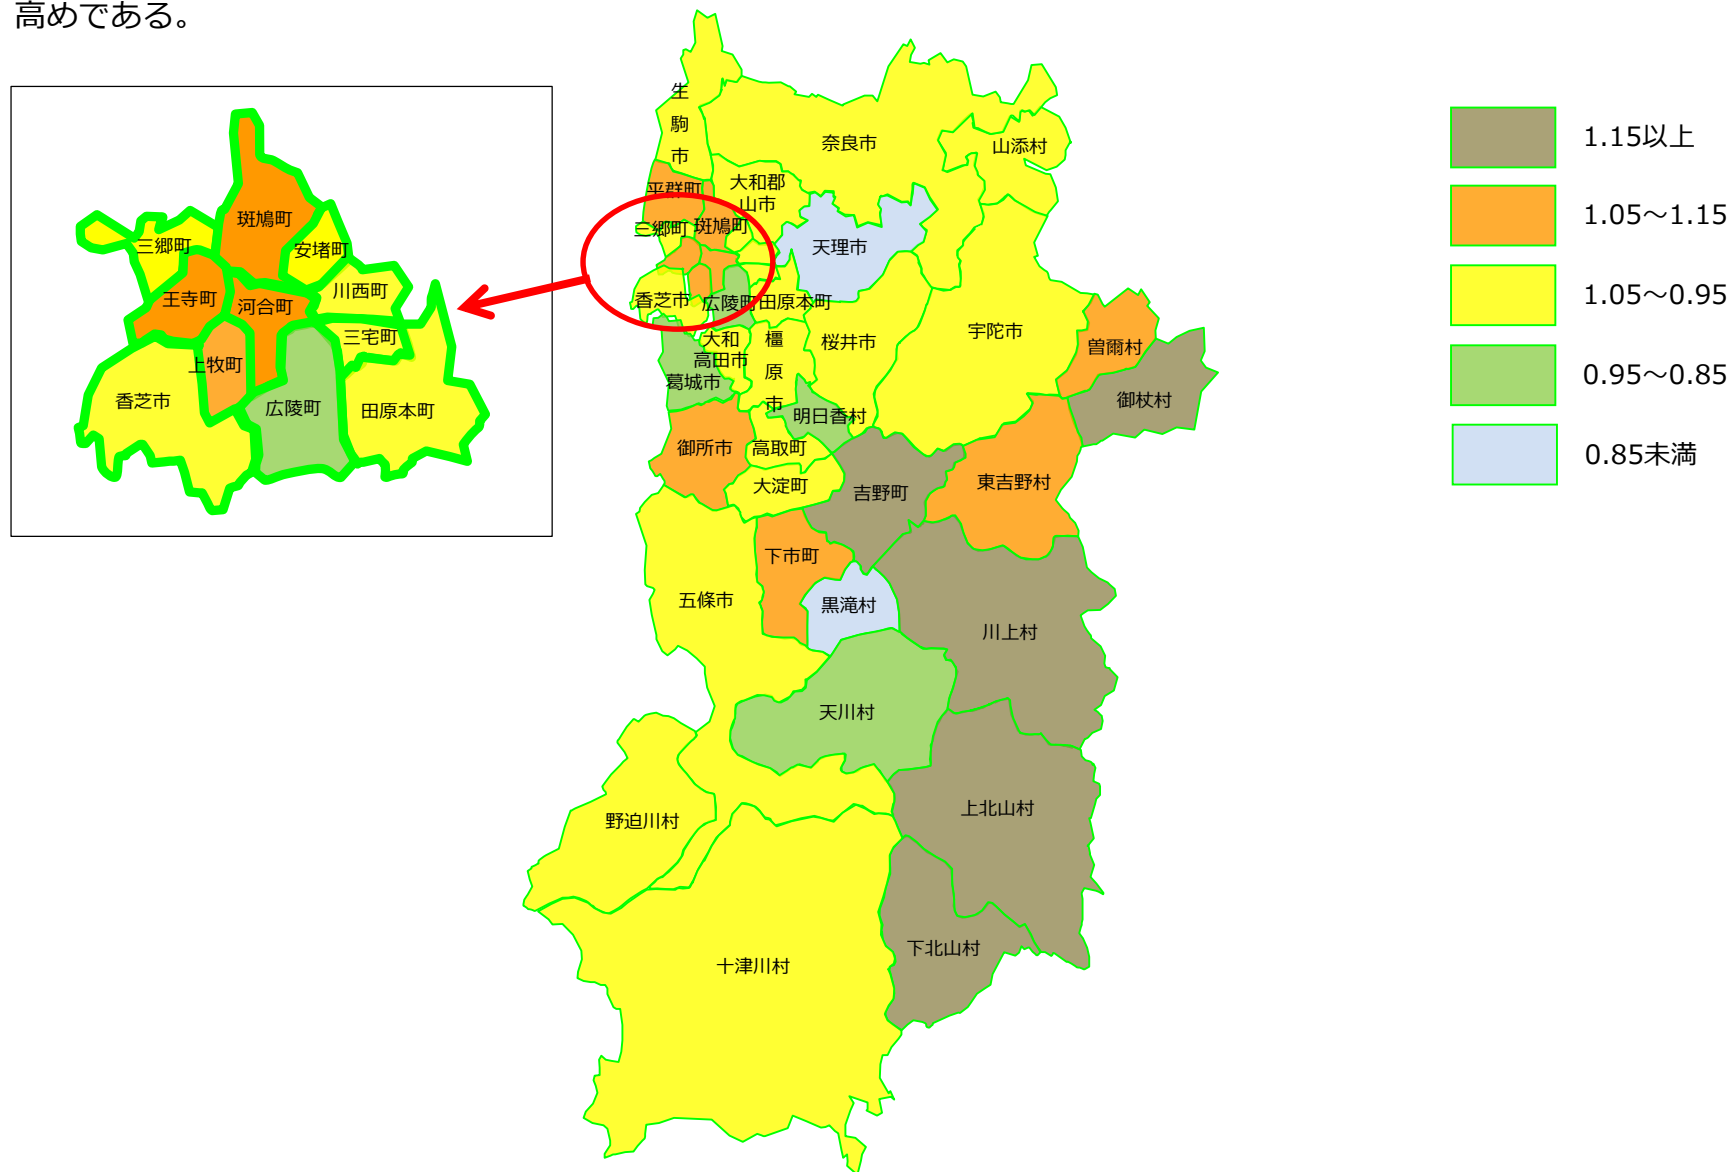 高めである。
三郷町
斑鳩町
安堵町
王寺町
河合町
川西町
三宅町
上牧町
香芝市
広陵町
田原本町
生
駒
市
奈良市
山添村
平群町
大和郡
山市
三郷町
斑鳩町
天理市
香芝市
広陵町
田原本町
大和
高田市
橿
原
市
桜井市
宇陀市
曽爾村
御杖村
葛城市
明日香村
御所市
高取町
大淀町
吉野町
東吉野村
下市町
五條市
黒滝村
川上村
天川村
野迫川村
上北山村
下北山村
十津川村
1.15以上
1.05～1.15
1.05～0.95
0.95～0.85
0.85未満